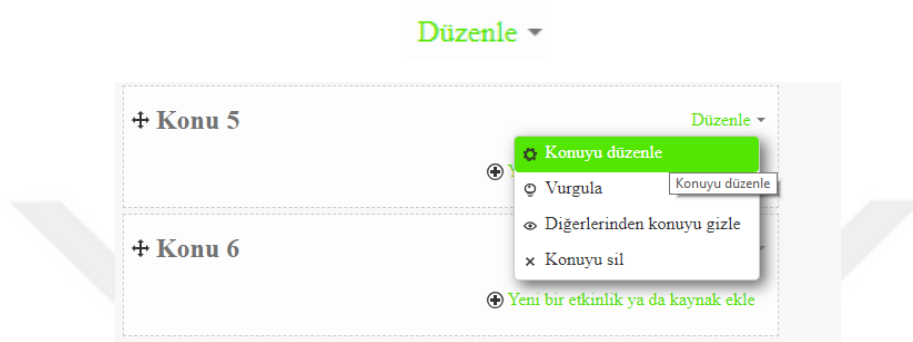 Düzenle
Konu 5
Düzenle
Konuyu düzenle
Vurgula
Konuyu düzenle
Diğerlerinden konuyu gizle
Konu 6
Konuyu sil
Yeni bir etkinlik ya da kaynak ekle